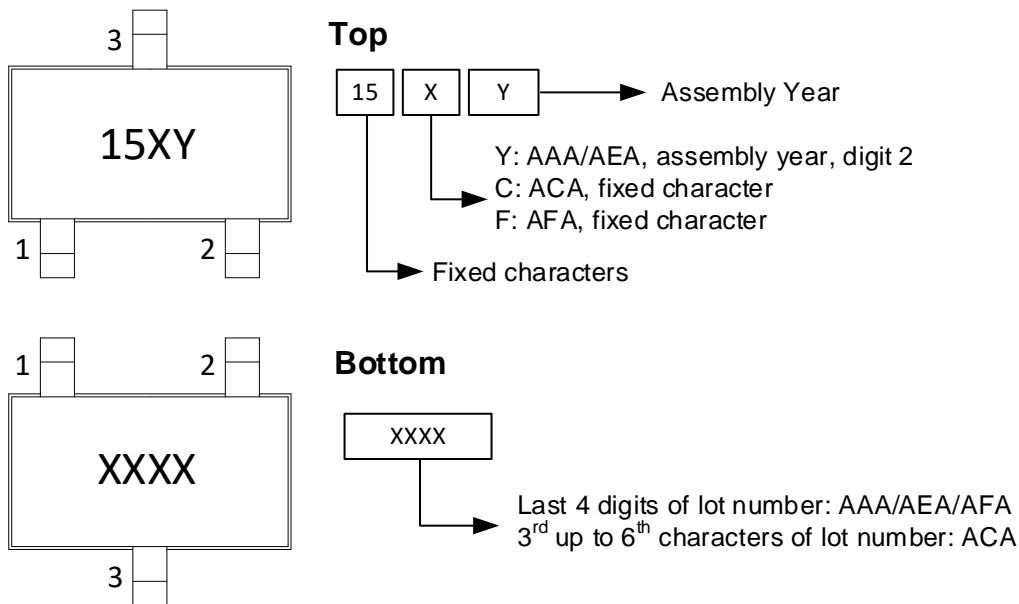 3
15XY
1
2
Top
15 X Y
Assembly Year
Y: AAA/AEA, assembly year, digit 2
C: ACA, fixed character
F: AFA, fixed character
Fixed characters
1
2
XXXX
3
Bottom
XXXX
Last 4 digits of lot number: AAA/AEA/AFA
3rd up to 6th characters of lot number: ACA